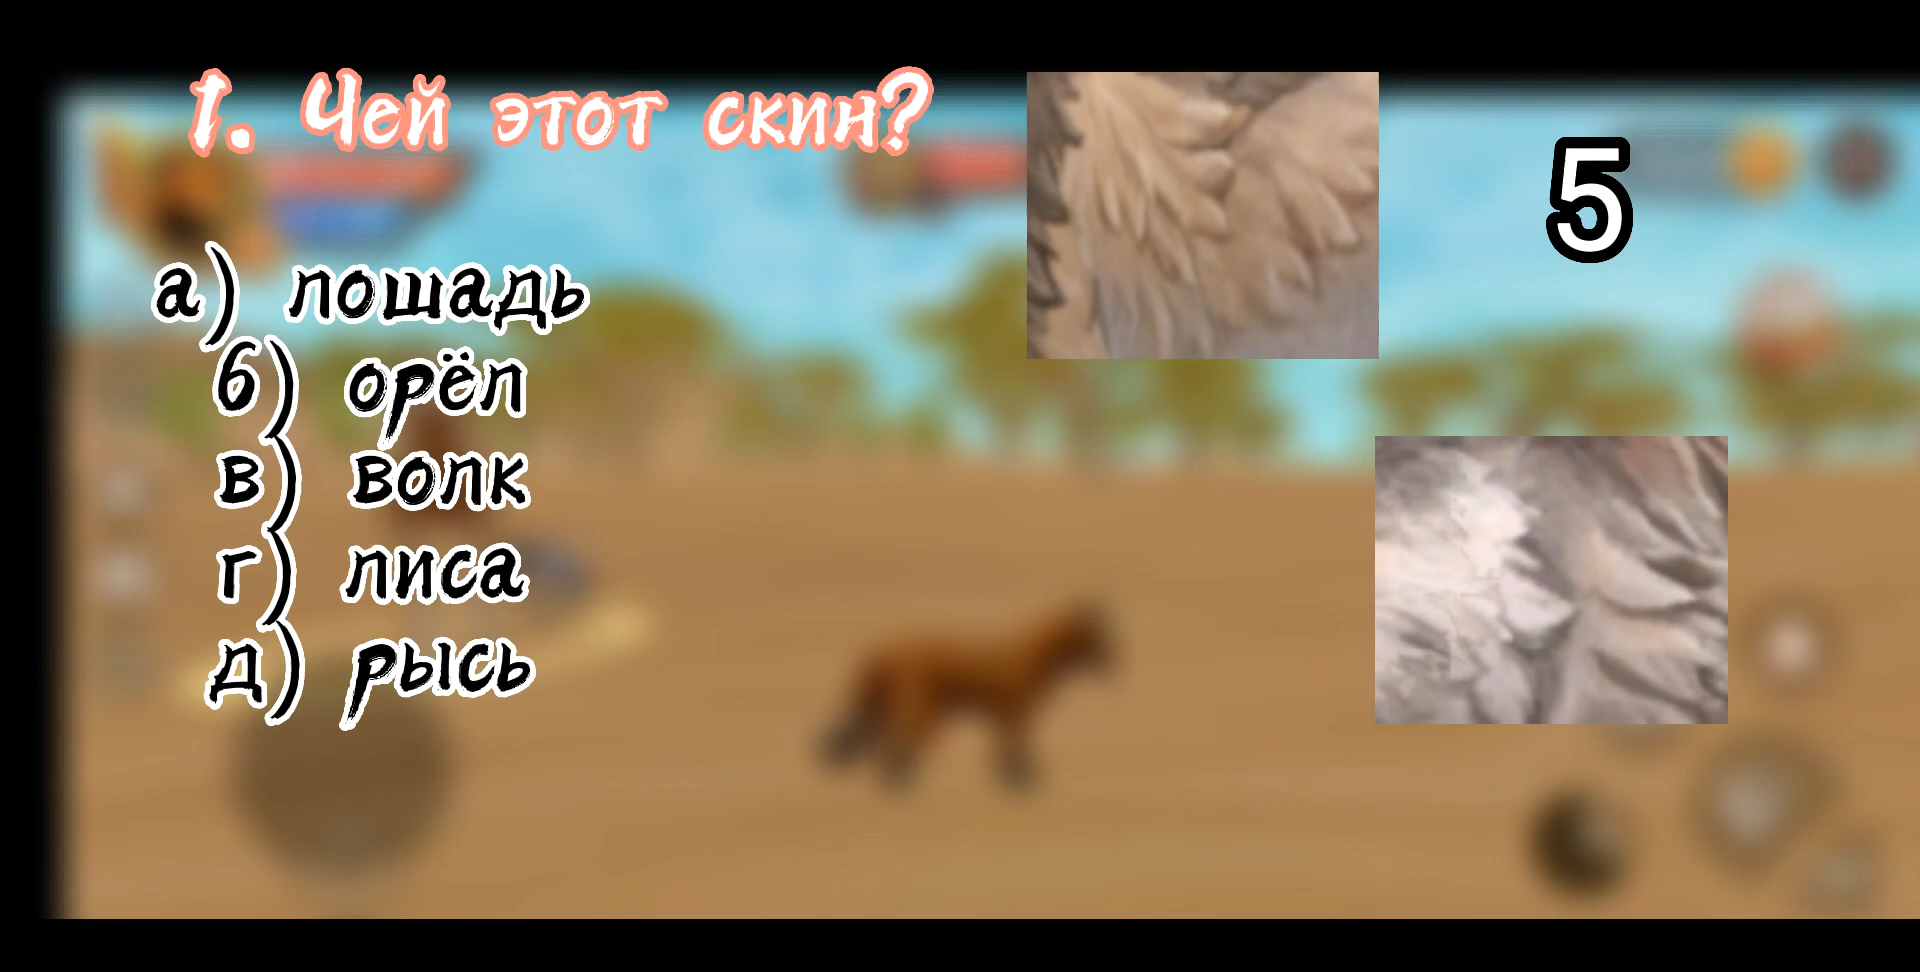 1. Чей этот скин?
5
а) лошадь
б) орёл
в) волк
г) лиса
д) рысь